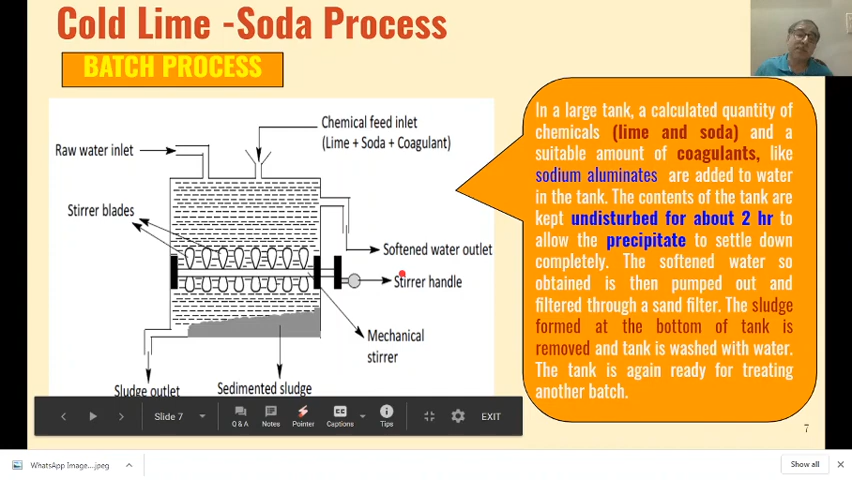 Cold Lime -Soda Process
BATCH PROCESS
Chemical feed inlet
(Lime + Soda + Coagulant)
Raw water inlet
Stirrer blades
Softened water outlet
Stirrer handle
Mechanical
stirrer
Sludge outlet
Sedimented sludge
In a large tank, a calculated quantity of
chemicals (lime and soda) and a
suitable amount of coagulants, like
sodium aluminates are added to water
in the tank. The contents of the tank are
kept undisturbed for about 2 hr to
allow the precipitate to settle down
completely. The softened water so
obtained is then pumped out and
filtered through a sand filter. The sludge
formed at the bottom of tank is
removed and tank is washed with water.
The tank is again ready for treating
another batch.
Slide 7
Q & A
Notes
Pointer
Captions
Tips
EXIT
7
WhatsApp Image....jpeg
Show all